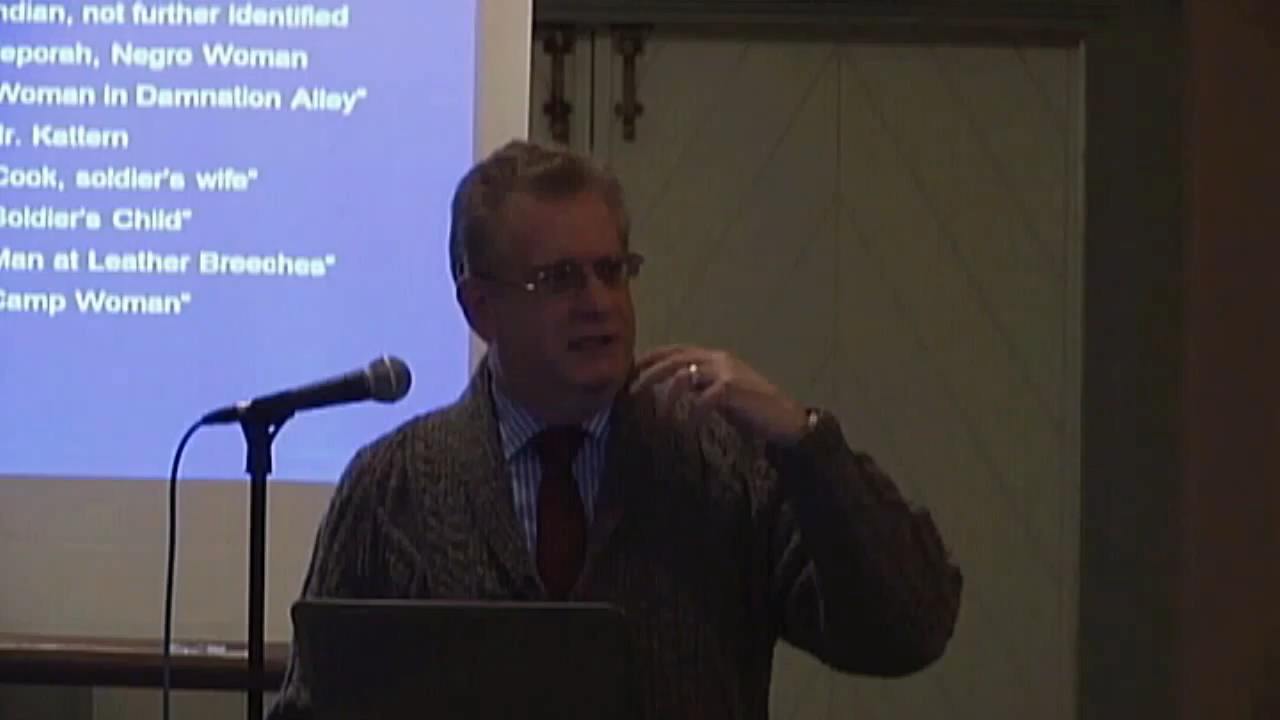 ndian, not further identified
eporah, Negro Woman
Woman in Damnation Alley"
r. Kattern
Cook, soldier's wife"
Soldier's Child"
Man at Leather Breeches"
Camp Woman"